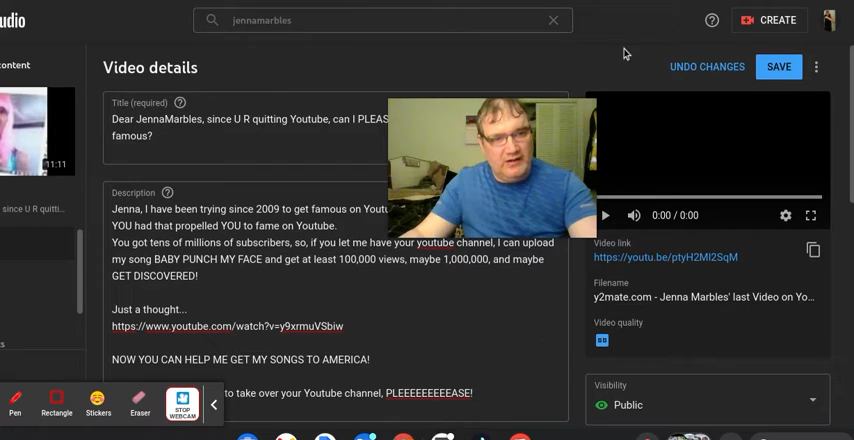 udio
jennamarbles
CREATE
ontent
Video details
UNDO CHANGES
SAVE
Title (required)
Dear JennaMarbles, since U R quitting Youtube, can I PLEAS
famous?
11:11
since U R quitti...
Description
Jenna, I have been trying since 2009 to get famous on Youtu
YOU had that propelled YOU to fame on Youtube.
You got tens of millions of subscribers, so, if you let me have your youtube channel, I can upload
my song BABY PUNCH MY FACE and get at least 100,000 views, maybe 1,000,000, and maybe
GET DISCOVERED!
Just a thought...
https://www.youtube.com/watch?v=y9xrmuVSbiw
NOW YOU CAN HELP ME GET MY SONGS TO AMERICA!
to take over your Youtube channel, PLEEEEEEEEEASE!
0:00 / 0:00
Video link
https://youtu.be/ptyH2MI2SqM
Filename
y2mate.com - Jenna Marbles' last Video on Yo...
Video quality
SD
Visibility
Public
s
Pen
Rectangle
Stickers
Eraser
STOP
WEBCAM